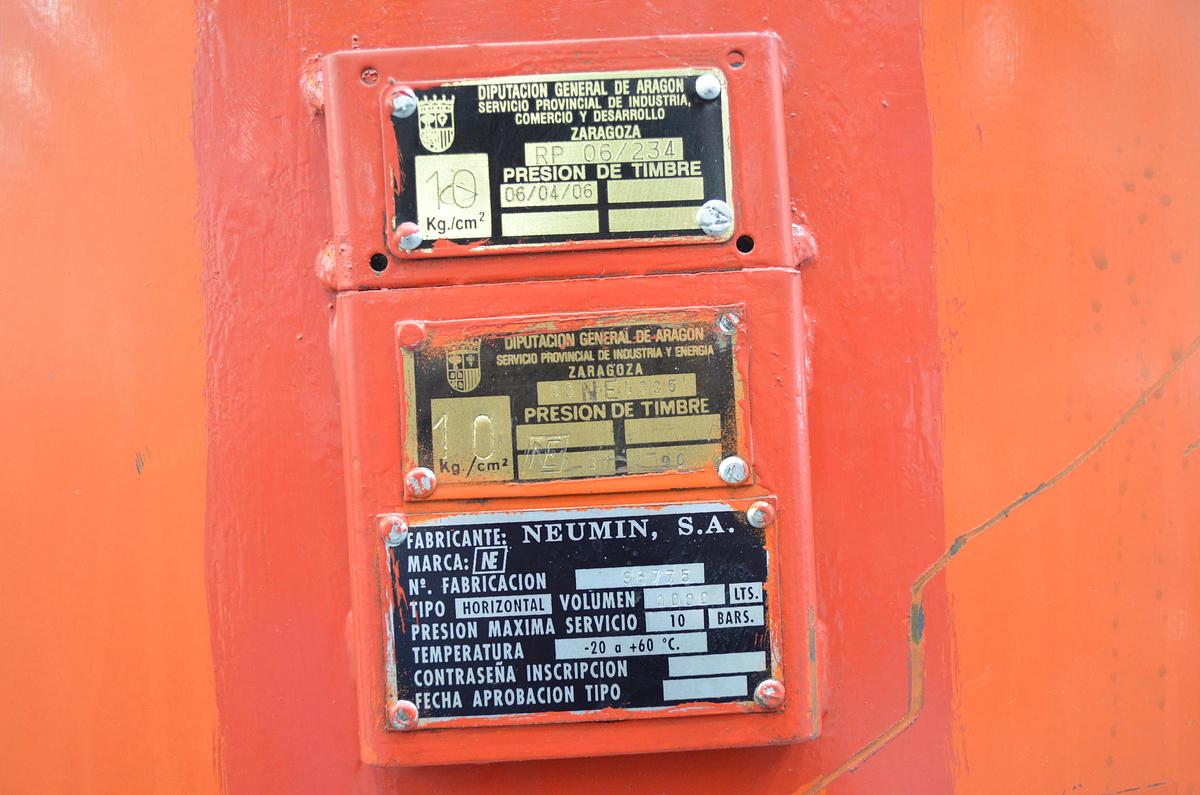 DIPUTACION GENERAL DE ARAGON
SERVICIO PROVINCIAL DE INDUSTRIA,
COMERCIO Y DESARROLLO
ZARAGOZA
RP 06/234
PRESION DE TIMBRE
10 06/04/06
Kg./cm²
DIPUTACION GENERAL DE ARAGON
SERVICIO PROVINCIAL DE INDUSTRIA Y ENERGIA
ZARAGOZA
NE
PRESION DE TIMBRE
10
Kg./cm²
NE 90
FABRICANTE: NEUMIN, S.A.
MARCA: NE
Nº. FABRICACION
TIPO HORIZONTAL VOLUMEN LTS.
PRESION MAXIMA SERVICIO 10 BARS.
TEMPERATURA -20 a +60 °C.
CONTRASEÑA INSCRIPCION
FECHA APROBACION TIPO